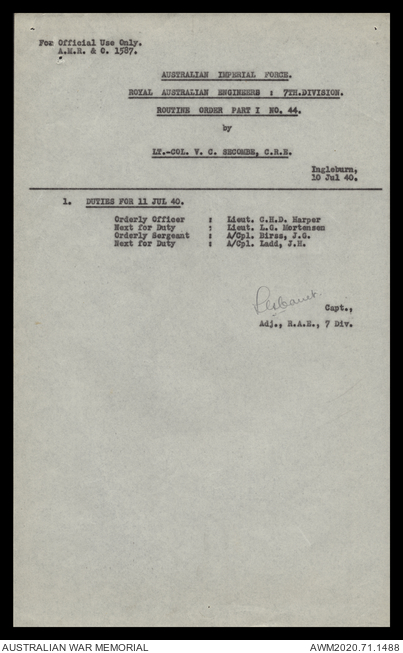 For Official Use Only.
A.M.R. & O. 1587.
AUSTRALIAN IMPERIAL FORCE.
ROYAL AUSTRALIAN ENGINEERS : 7TH.DIVISION.
ROUTINE ORDER PART I NO. 44.
by
LT.-COL. V. C. SECOMBE, C.R.E.
Ingleburn,
10 Jul 40.
1. DUTIES FOR 11 JUL 40.
Orderly Officer : Lieut. C.H.D. Harper
Next for Duty : Lieut. L.G. Mortensen
Orderly Sergeant : A/Cpl. Birss, J.G.
Next for Duty : A/Cpl. Ladd, J.H.
Capt.,
Adj., R.A.E., 7 Div.
AUSTRALIAN WAR MEMORIAL
AWM2020.71.1488